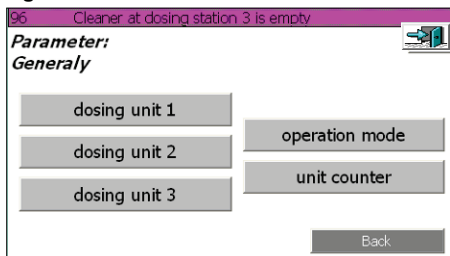 96 Cleaner at dosing station 3 is empty
Parameter:
Generaly
dosing unit 1
dosing unit 2
dosing unit 3
operation mode
unit counter
Back